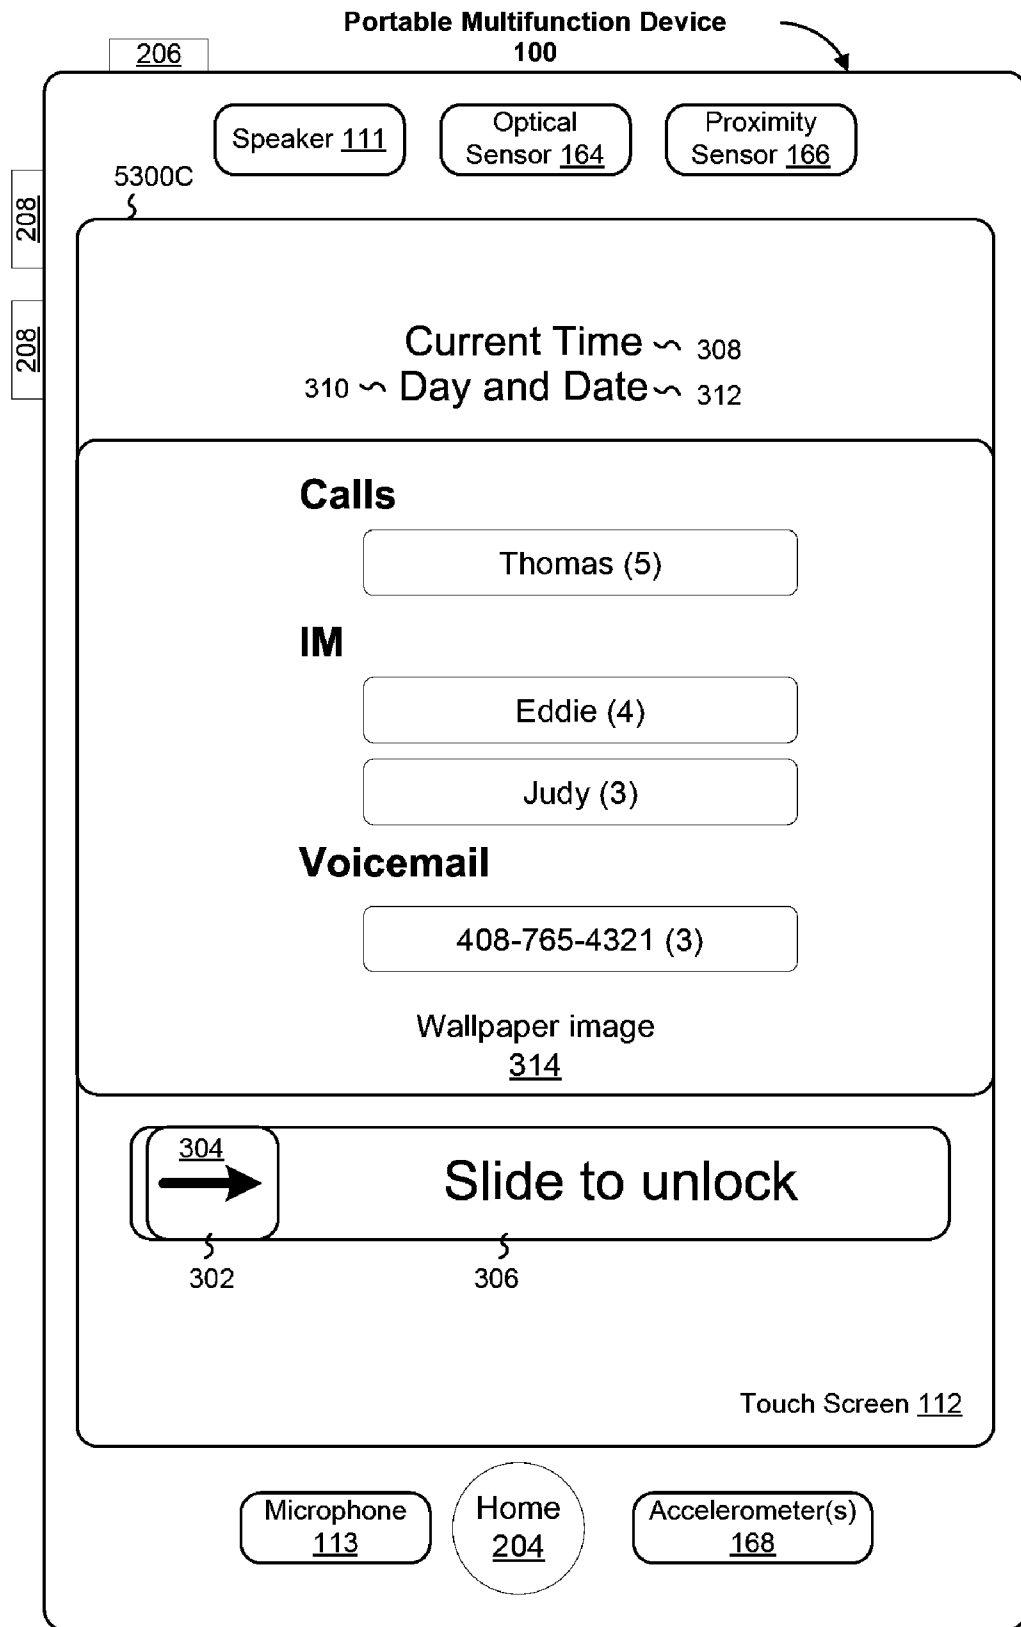 Portable Multifunction Device
100
206
Speaker 111
Optical
Sensor 164
Proximity
Sensor 166
5300C
208
208
Current Time 308
310 Day and Date 312
Calls
Thomas (5)
IM
Eddie (4)
Judy (3)
Voicemail
408-765-4321 (3)
Wallpaper image
314
304
Slide to unlock
302
306
Touch Screen 112
Microphone
113
Home
204
Accelerometer(s)
168